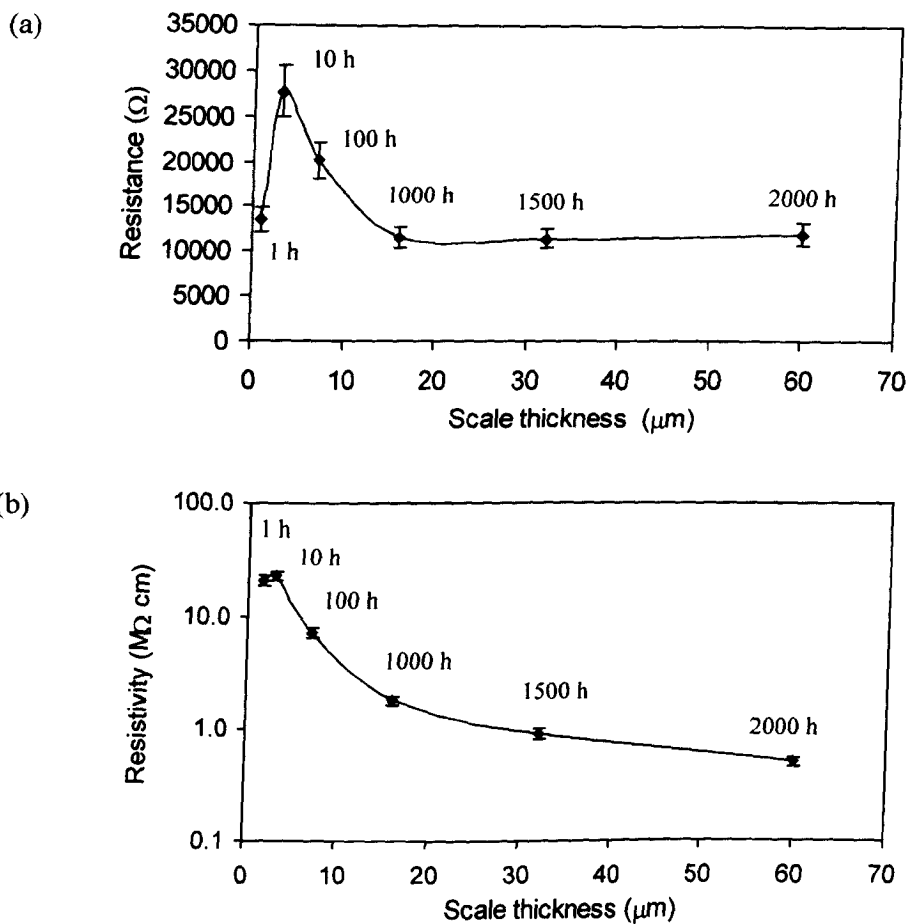 (a)
35000
30000
25000
20000
15000
10000
5000
0
Resistance (Ω)
10 h
100 h
1 h
1000 h
1500 h
2000 h
0 10 20 30 40 50 60 70
Scale thickness (μm)
(b)
100.0
10.0
1.0
0.1
Resistivity (MΩ cm)
1 h
10 h
100 h
1000 h
1500 h
2000 h
0 10 20 30 40 50 60 70
Scale thickness (μm)